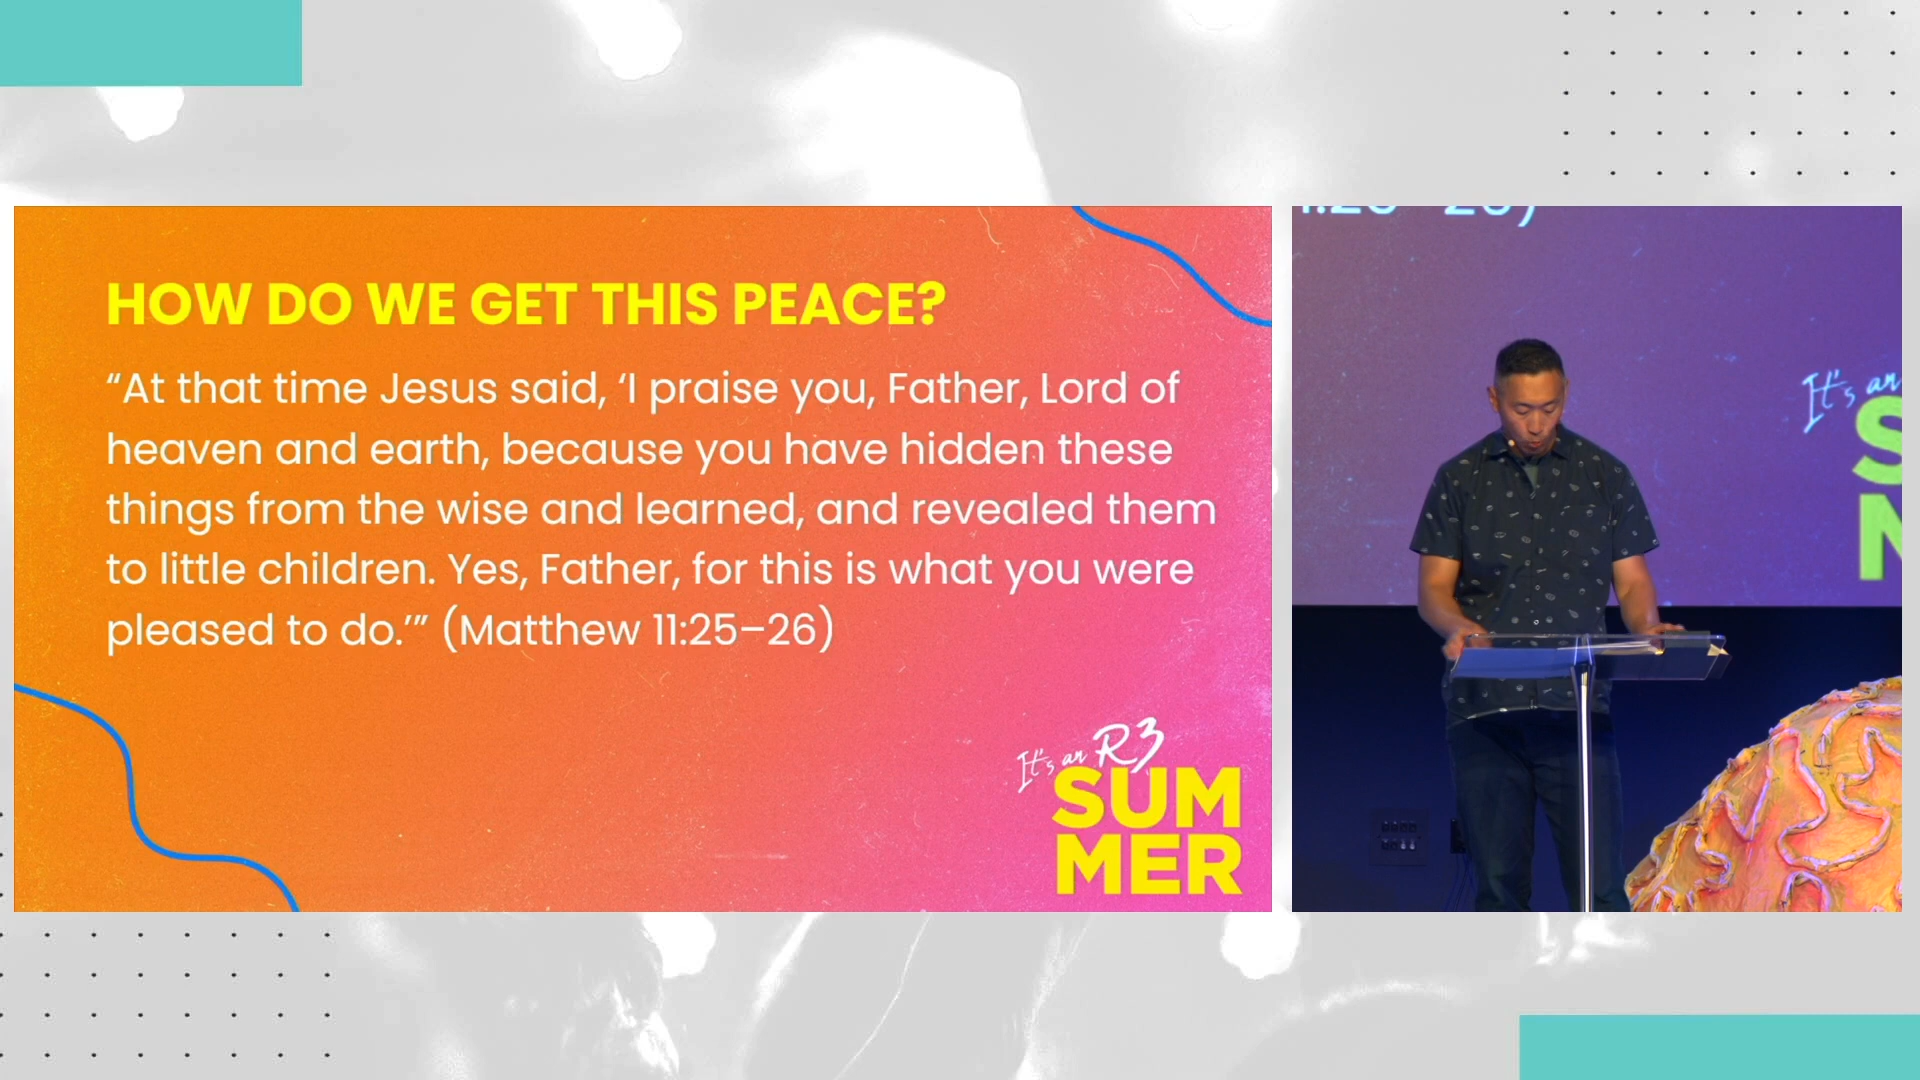 HOW DO WE GET THIS PEACE?
“At that time Jesus said, ‘I praise you, Father, Lord of
heaven and earth, because you have hidden these
things from the wise and learned, and revealed them
to little children. Yes, Father, for this is what you were
pleased to do.’” (Matthew 11:25–26)
It's an R3
SUM
MER
It's an
S